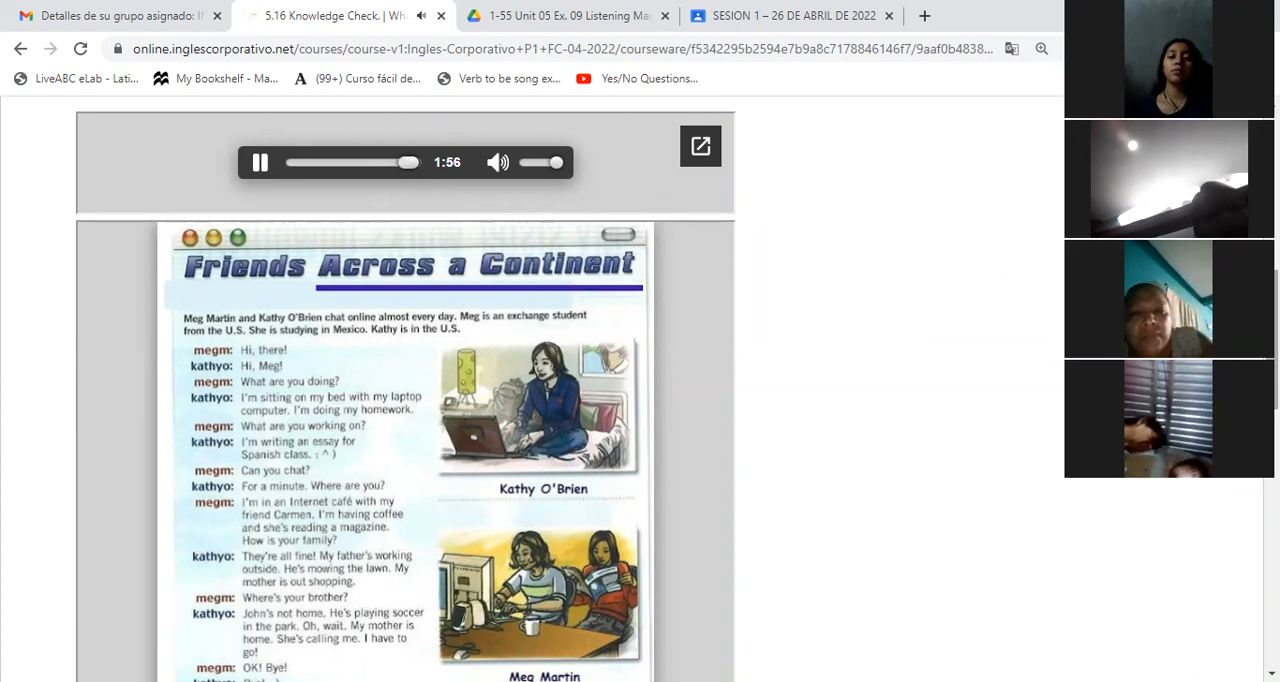 Detalles de su grupo asignado: I
5.16 Knowledge Check. | Wh
1-55 Unit 05 Ex. 09 Listening Ma
SESION 1 – 26 DE ABRIL DE 2022
online.inglescorporativo.net/courses/course-v1:Ingles-Corporativo+P1+FC-04-2022/courseware/f5342295b2594e7b9a8c7178846146f7/9aaf0b4838...
LiveABC eLab - Lati...
My Bookshelf - Ma...
(99+) Curso fácil de...
Verb to be song ex...
Yes/No Questions...
1:56
Friends Across a Continent
Meg Martin and Kathy O'Brien chat online almost every day. Meg is an exchange student
from the U.S. She is studying in Mexico. Kathy is in the U.S.
megm: Hi, there!
kathyo: Hi, Meg!
megm: What are you doing?
kathyo: I'm sitting on my bed with my laptop
computer. I'm doing my homework.
megm: What are you working on?
kathyo: I'm writing an essay for
Spanish class. : ^ )
megm: Can you chat?
kathyo: For a minute. Where are you?
megm: I'm in an Internet café with my
friend Carmen. I'm having coffee
and she's reading a magazine.
How is your family?
kathyo: They're all fine! My father's working
outside. He's mowing the lawn. My
mother is out shopping.
megm: Where's your brother?
kathyo: John's not home. He's playing soccer
in the park. Oh, wait. My mother is
home. She's calling me. I have to
go!
megm: OK! Bye!
Kathy O'Brien
Meg Martin